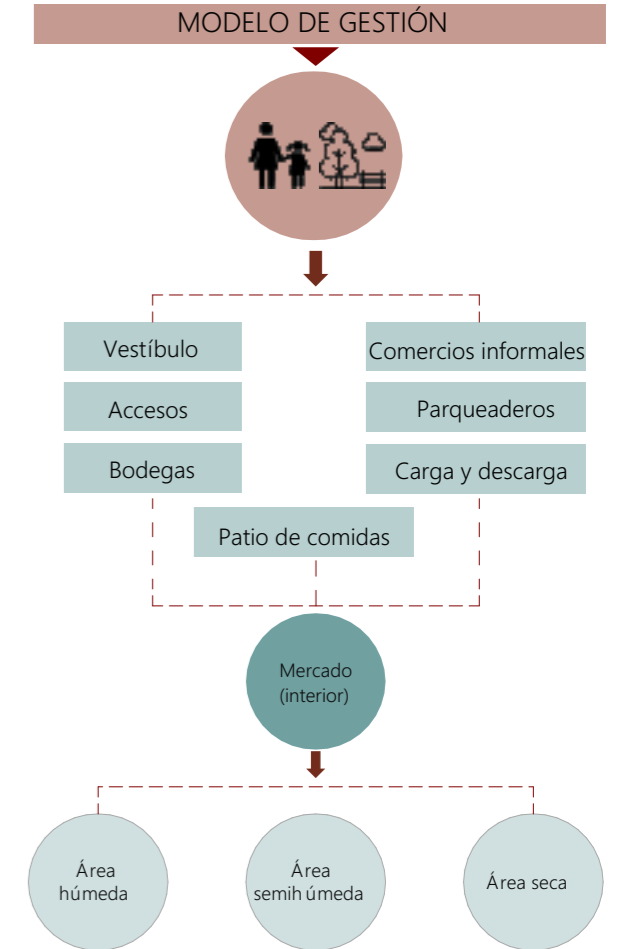 MODELO DE GESTIÓN
Vestíbulo
Comercios informales
Accesos
Parqueaderos
Bodegas
Carga y descarga
Patio de comidas
Mercado
(interior)
Área
húmeda
Área
semih úmeda
Área seca